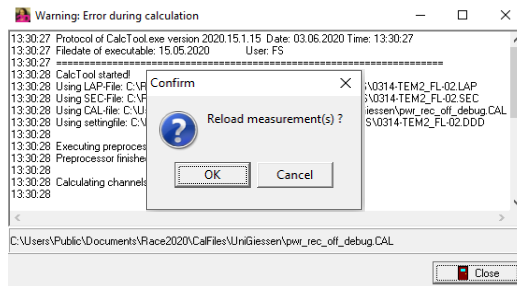 Warning: Error during calculation
13:30:27 Protocol of CalcTool.exe version 2020.15.1,15 Date: 03.06.2020 Time: 13:30:27
13:30:27 Filedate of executable: 15.05.2020 User: FS
13:30:27 ================================================
13:30:28 CalcTool started!
13:30:28 Using LAP-File: C:\ S\0314-TEM2_FL-02.LAP
13:30:28 Using SEC-File: C:\ S\0314-TEM2_FL-02.SEC
13:30:28 Using CAL-file: C:\U iessen\pwr_rec_off_debug.CAL
13:30:28 Using settingfile: C: S\0314-TEM2_FL-02.DDD
13:30:28
13:30:28 Executing preproces
13:30:28 Preprocessor finishe
13:30:28
13:30:28 Calculating channels
13:30:28
Confirm
Reload measurement(s) ?
OK Cancel
C:\Users\Public\Documents\Race2020\CalFiles\UniGiessen\pwr_rec_off_debug.CAL
Close